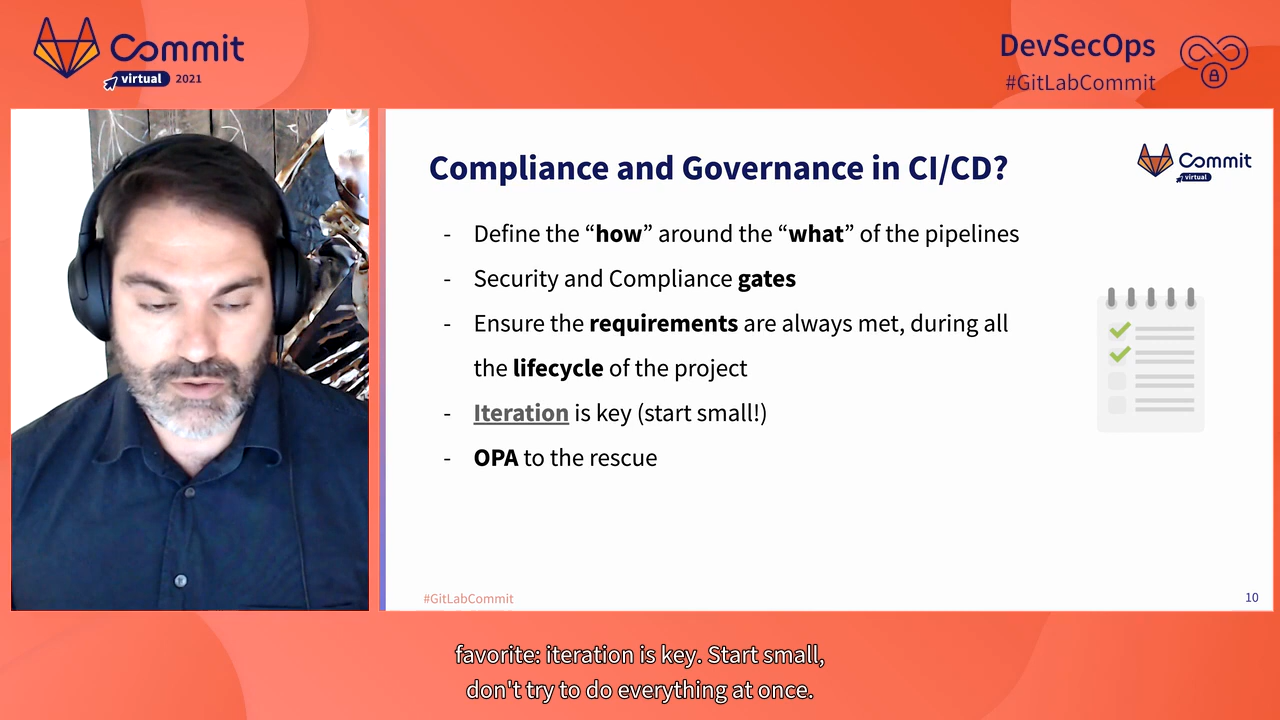 Commit
virtual 2021
DevSecOps
#GitLabCommit
Compliance and Governance in CI/CD?
Commit
virtual
- Define the “how” around the “what” of the pipelines
- Security and Compliance gates
- Ensure the requirements are always met, during all
the lifecycle of the project
- Iteration is key (start small!)
- OPA to the rescue
#GitLabCommit
10
favorite: iteration is key. Start small,
don't try to do everything at once.